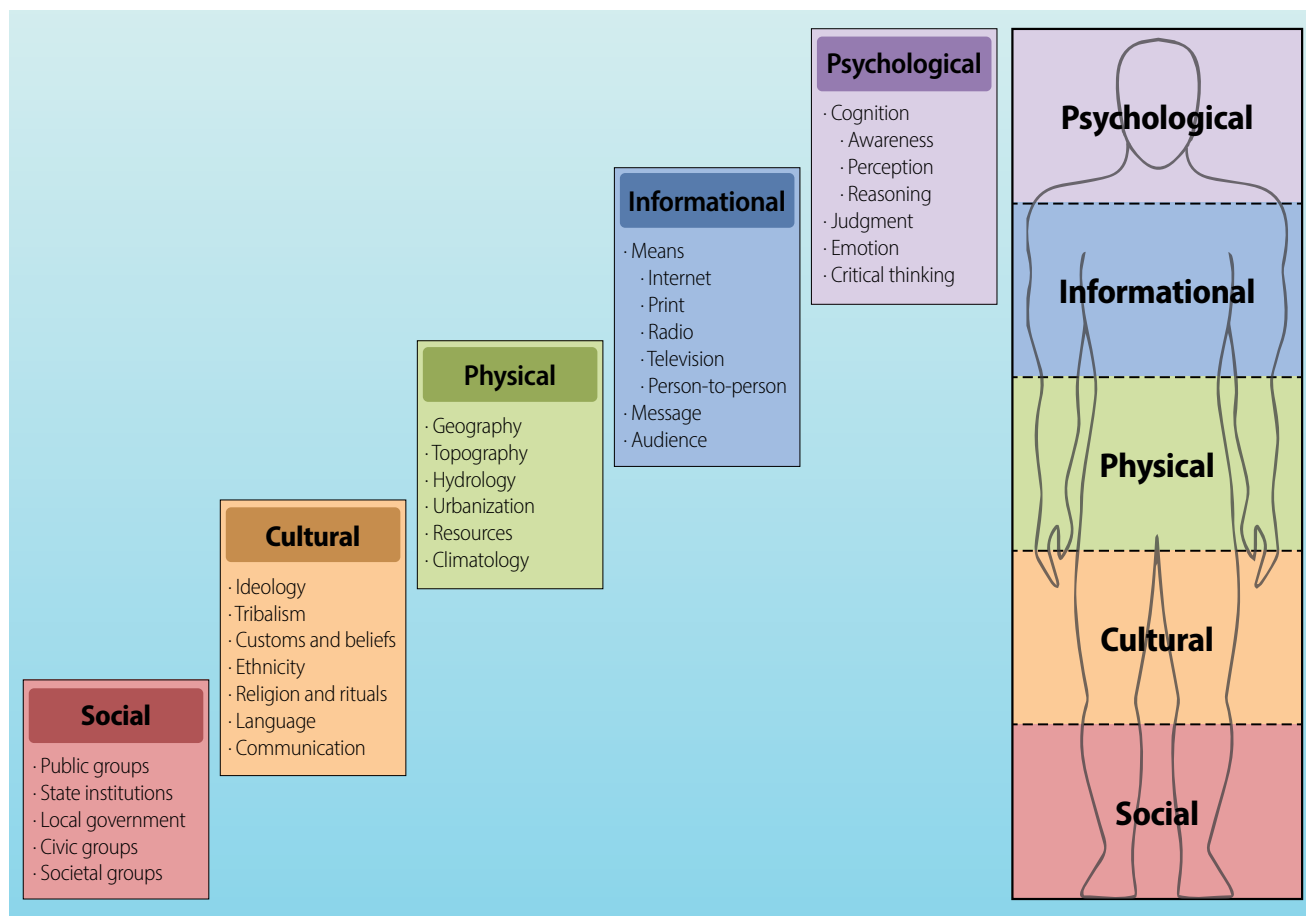 Psychological
· Cognition
· Awareness
· Perception
· Reasoning
· Judgment
· Emotion
· Critical thinking
Informational
· Means
· Internet
· Print
· Radio
· Television
· Person-to-person
· Message
· Audience
Physical
· Geography
· Topography
· Hydrology
· Urbanization
· Resources
· Climatology
Cultural
· Ideology
· Tribalism
· Customs and beliefs
· Ethnicity
· Religion and rituals
· Language
· Communication
Social
· Public groups
· State institutions
· Local government
· Civic groups
· Societal groups
Psychological
Informational
Physical
Cultural
Social